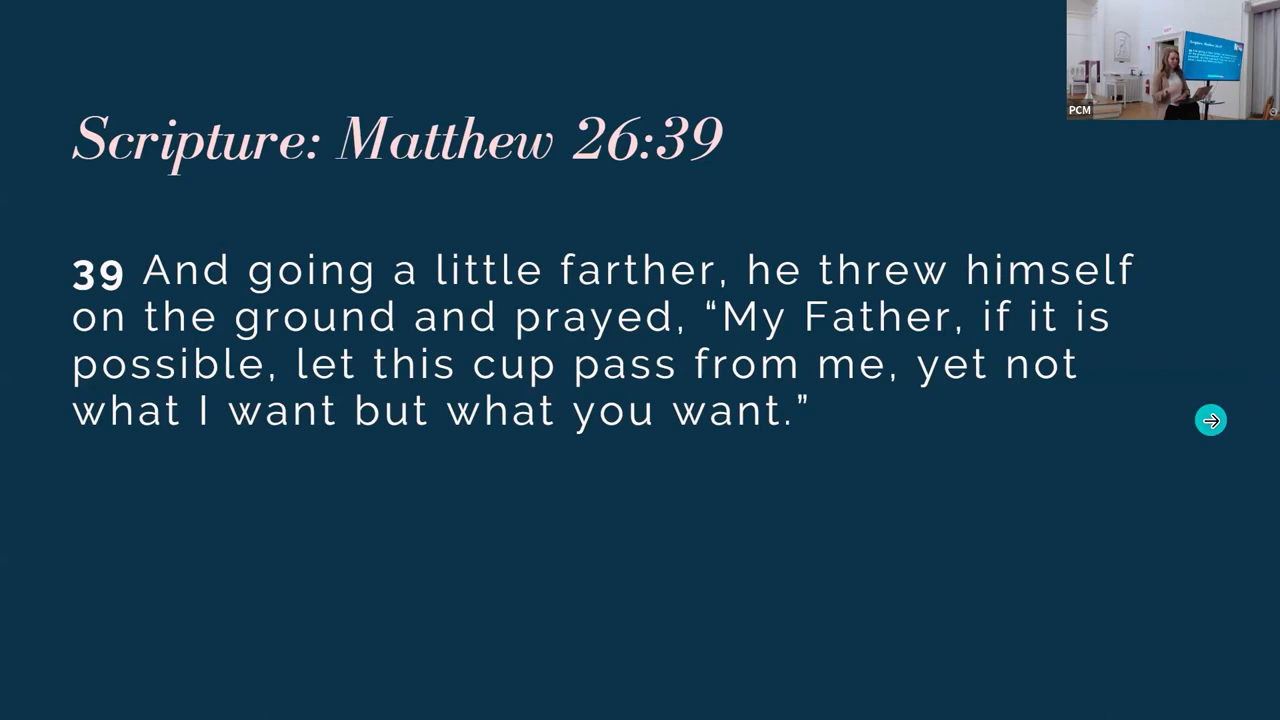 Scripture: Matthew 26:39
39 And going a little farther, he threw himself
on the ground and prayed, “My Father, if it is
possible, let this cup pass from me, yet not
what I want but what you want.”
PCM